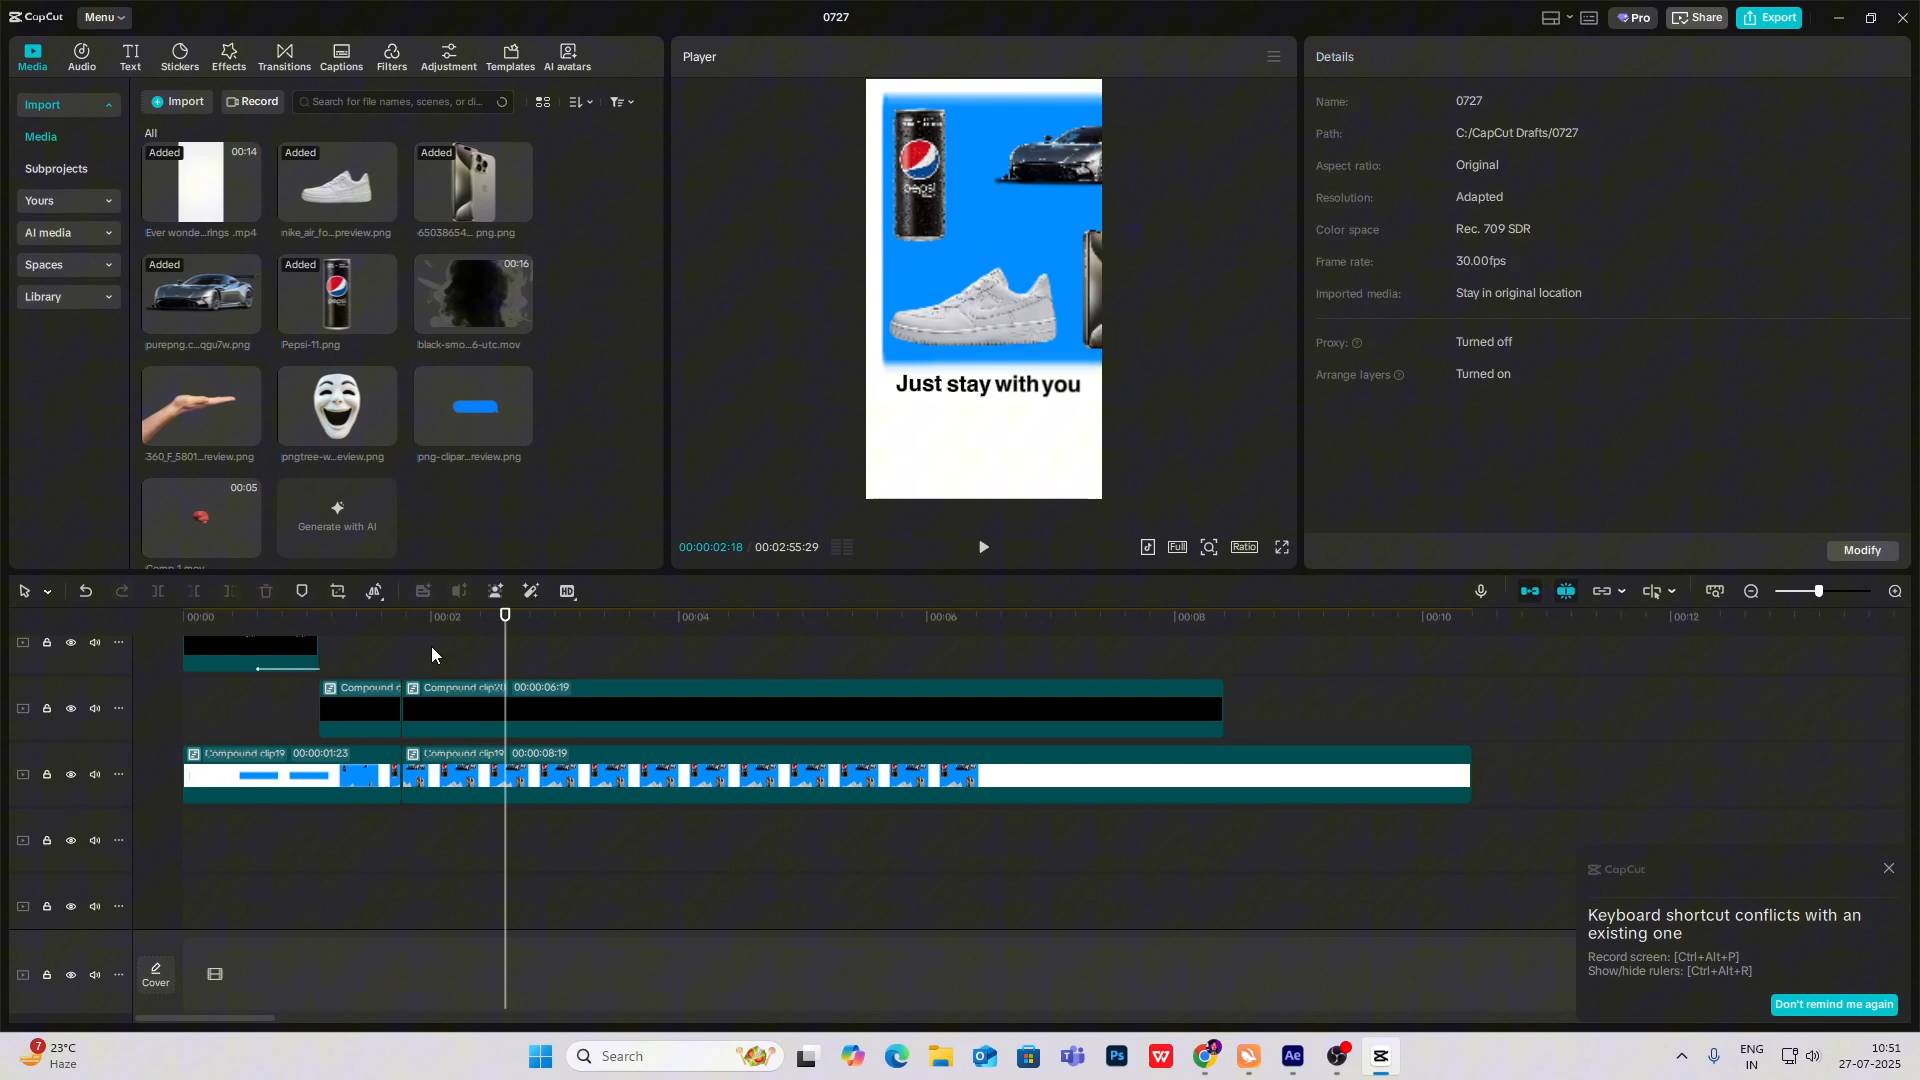 CapCut
Menu
0727
Pro
Share
Export
Media
Audio
Text
Stickers
Effects
Transitions
Captions
Filters
Adjustment
Templates
AI avatars
Import
Media
Subprojects
Yours
AI media
Spaces
Library
Import
Record
Search for file names, scenes, or di...
All
Added 00:14
Added
Added
Ever wonde...rings .mp4
nike_air_fo...preview.png
65038654... png.png
Added
Added
00:16
purepng.c...qgu7w.png
Pepsi-11.png
black-smo...6-utc.mov
360_F_5801...review.png
pngtree-w...eview.png
png-clipar...review.png
00:05
Generate with AI
Comp 1.mov
Player
pepsi
Just stay with you
00:00:02:18 / 00:02:55:29
Full
Ratio
Details
Name: 0727
Path: C:/CapCut Drafts/0727
Aspect ratio: Original
Resolution: Adapted
Color space Rec. 709 SDR
Frame rate: 30.00fps
Imported media: Stay in original location
Proxy: Turned off
Arrange layers Turned on
Modify
HD
00:00
00:02
00:04
00:06
00:08
00:10
00:12
Compound c
Compound clip20 00:00:06:19
Compound clip19 00:00:01:23
Compound clip19 00:00:08:19
Cover
CapCut
Keyboard shortcut conflicts with an
existing one
Record screen: [Ctrl+Alt+P]
Show/hide rulers: [Ctrl+Alt+R]
Don't remind me again
7
23°C
Haze
Search
Ps
W
Ae
ENG
IN
10:51
27-07-2025